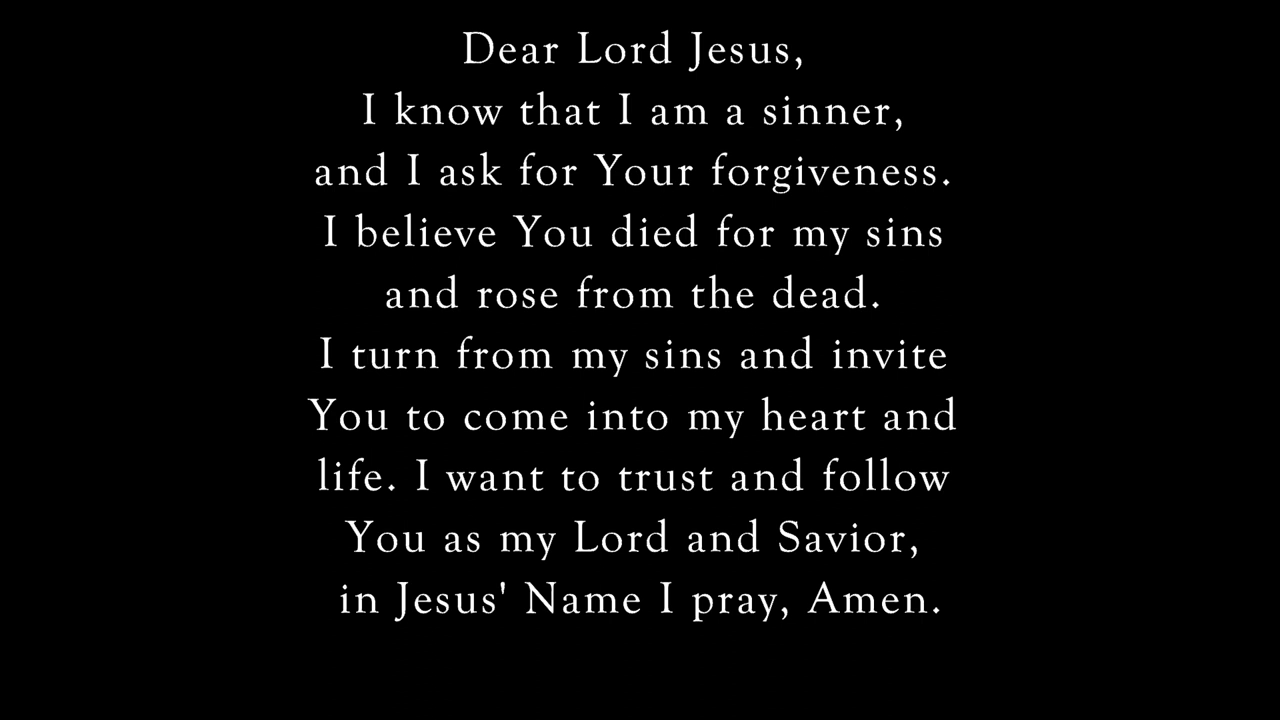 Dear Lord Jesus,
I know that I am a sinner,
and I ask for Your forgiveness.
I believe You died for my sins
and rose from the dead.
I turn from my sins and invite
You to come into my heart and
life. I want to trust and follow
You as my Lord and Savior,
in Jesus' Name I pray, Amen.